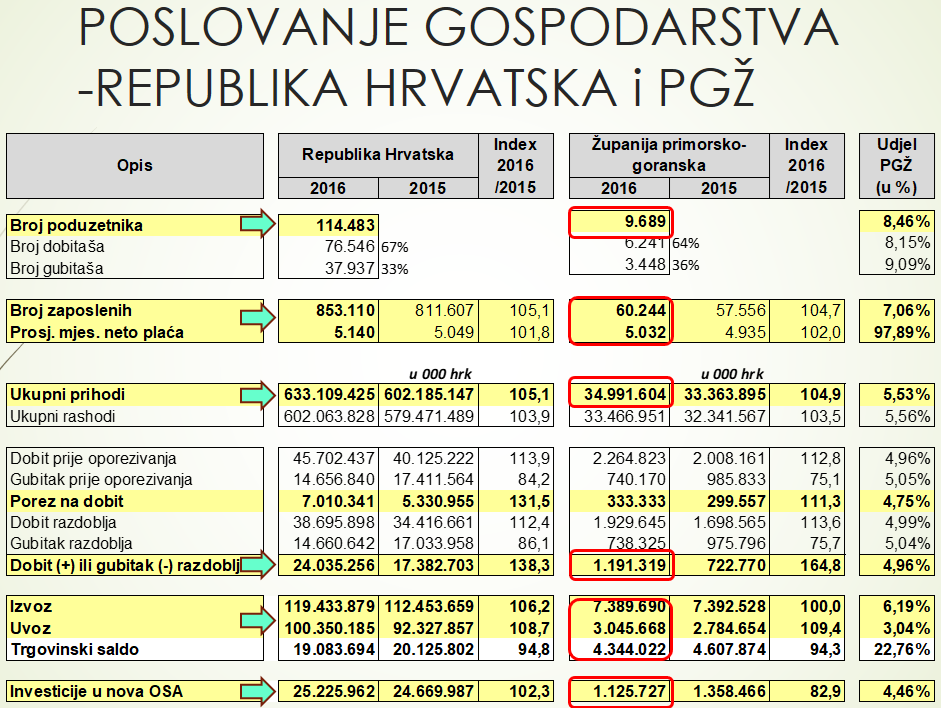 POSLOVANJE GOSPODARSTVA
-REPUBLIKA HRVATSKA i PGŽ
Opis Republika Hrvatska Index 2016 /2015 Županija primorsko-goranska Index 2016 /2015 Udjel PGŽ (u %)
2016 2015 2016 2015
Broj poduzetnika 114.483 9.689 8,46%
Broj dobitaša 76.546 67% 6.241 64% 8,15%
Broj gubitaša 37.937 33% 3.448 36% 9,09%
Broj zaposlenih 853.110 811.607 105,1 60.244 57.556 104,7 7,06%
Prosj. mjes. neto plaća 5.140 5.049 101,8 5.032 4.935 102,0 97,89%
u 000 hrk u 000 hrk
Ukupni prihodi 633.109.425 602.185.147 105,1 34.991.604 33.363.895 104,9 5,53%
Ukupni rashodi 602.063.828 579.471.489 103,9 33.466.951 32.341.567 103,5 5,56%
Dobit prije oporezivanja 45.702.437 40.125.222 113,9 2.264.823 2.008.161 112,8 4,96%
Gubitak prije oporezivanja 14.656.840 17.411.564 84,2 740.170 985.833 75,1 5,05%
Porez na dobit 7.010.341 5.330.955 131,5 333.333 299.557 111,3 4,75%
Dobit razdoblja 38.695.898 34.416.661 112,4 1.929.645 1.698.565 113,6 4,99%
Gubitak razdoblja 14.660.642 17.033.958 86,1 738.325 975.796 75,7 5,04%
Dobit (+) ili gubitak (-) razdoblj 24.035.256 17.382.703 138,3 1.191.319 722.770 164,8 4,96%
Izvoz 119.433.879 112.453.659 106,2 7.389.690 7.392.528 100,0 6,19%
Uvoz 100.350.185 92.327.857 108,7 3.045.668 2.784.654 109,4 3,04%
Trgovinski saldo 19.083.694 20.125.802 94,8 4.344.022 4.607.874 94,3 22,76%
Investicije u nova OSA 25.225.962 24.669.987 102,3 1.125.727 1.358.466 82,9 4,46%